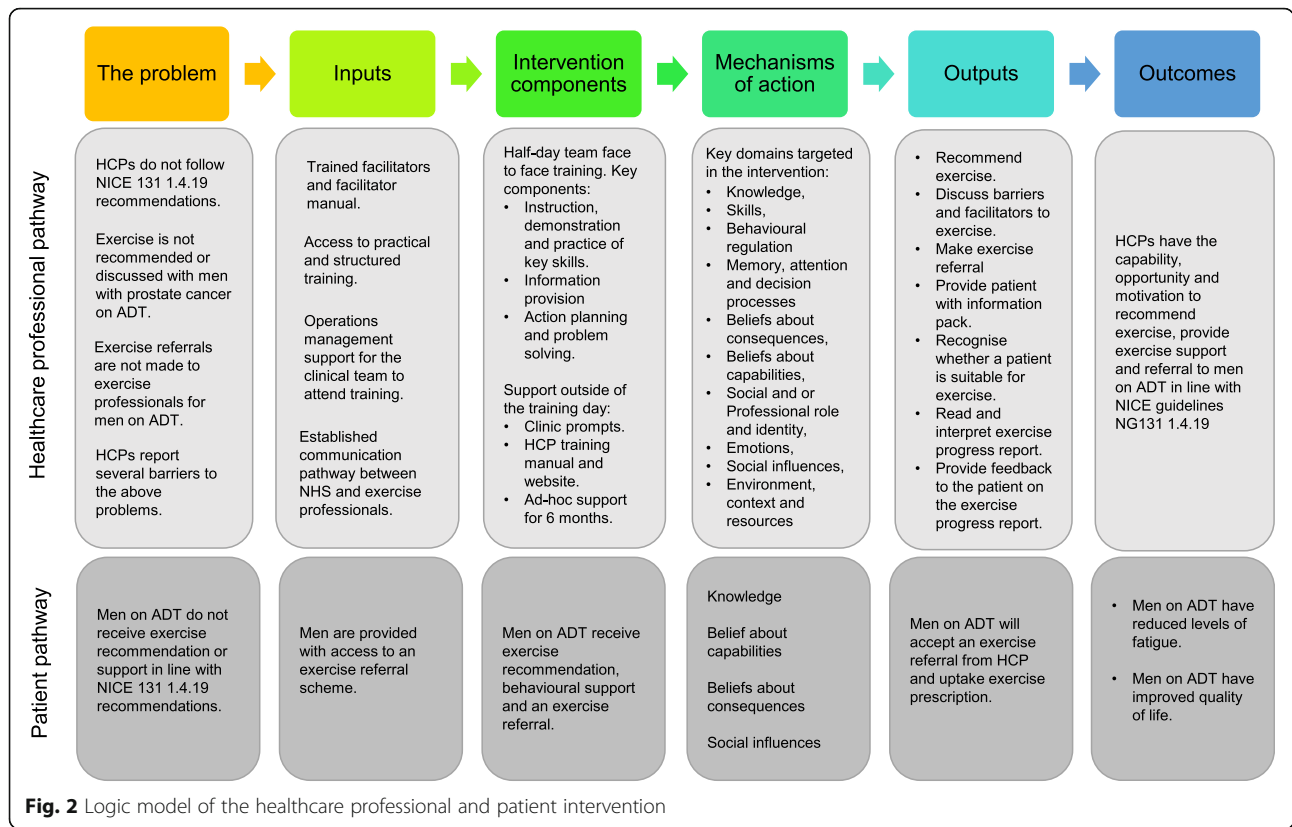 The problem
Inputs
Intervention
components
Mechanisms
of action
Outputs
Outcomes
Healthcare professional pathway
HCPs do not follow
NICE 131 1.4.19
recommendations.
Exercise is not
recommended or
discussed with men
with prostate cancer
on ADT.
Exercise referrals
are not made to
exercise
professionals for
men on ADT.
HCPs report
several barriers to
the above
problems.
Trained facilitators
and facilitator
manual.
Access to practical
and structured
training.
Operations
management
support for the
clinical team to
attend training.
Established
communication
pathway between
NHS and exercise
professionals.
Half-day team face
to face training. Key
components:
• Instruction,
demonstration
and practice of
key skills.
• Information
provision
• Action planning
and problem
solving.
Support outside of
the training day:
• Clinic prompts.
• HCP training
manual and
website.
• Ad-hoc support
for 6 months.
Key domains targeted
in the intervention:
• Knowledge,
• Skills,
• Behavioural
regulation
• Memory, attention
and decision
processes
• Beliefs about
consequences,
• Beliefs about
capabilities,
• Social and or
Professional role
and identity,
• Emotions,
• Social influences,
• Environment,
context and
resources
• Recommend
exercise.
• Discuss barriers
and facilitators to
exercise.
• Make exercise
referral
• Provide patient
with information
pack.
• Recognise
whether a patient
is suitable for
exercise.
• Read and
interpret exercise
progress report.
• Provide feedback
to the patient on
the exercise
progress report.
HCPs have the
capability,
opportunity and
motivation to
recommend
exercise, provide
exercise support
and referral to men
on ADT in line with
NICE guidelines
NG131 1.4.19
Patient pathway
Men on ADT do not
receive exercise
recommendation or
support in line with
NICE 131 1.4.19
recommendations.
Men are provided
with access to an
exercise referral
scheme.
Men on ADT receive
exercise
recommendation,
behavioural support
and an exercise
referral.
Knowledge
Belief about
capabilities
Beliefs about
consequences
Social influences
Men on ADT will
accept an exercise
referral from HCP
and uptake exercise
prescription.
• Men on ADT have
reduced levels of
fatigue.
• Men on ADT have
improved quality
of life.
Fig. 2 Logic model of the healthcare professional and patient intervention